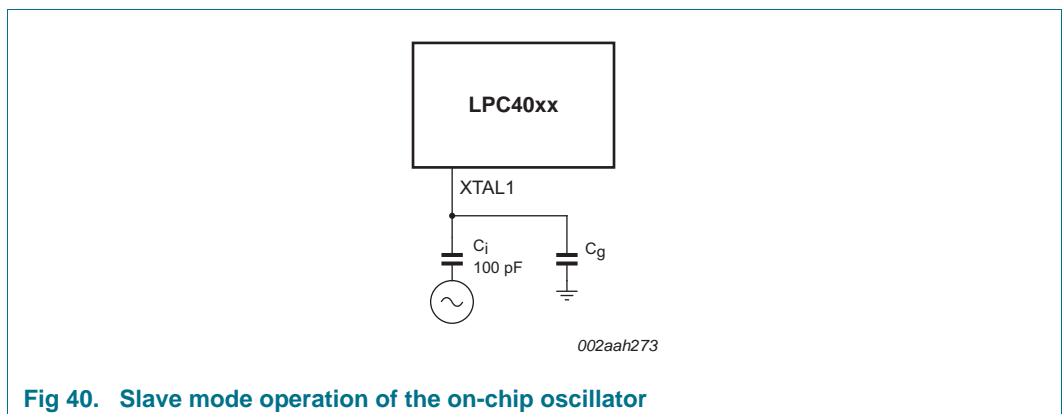 LPC40xx
XTAL1
Ci
100 pF
Cg
002aah273
Fig 40. Slave mode operation of the on-chip oscillator